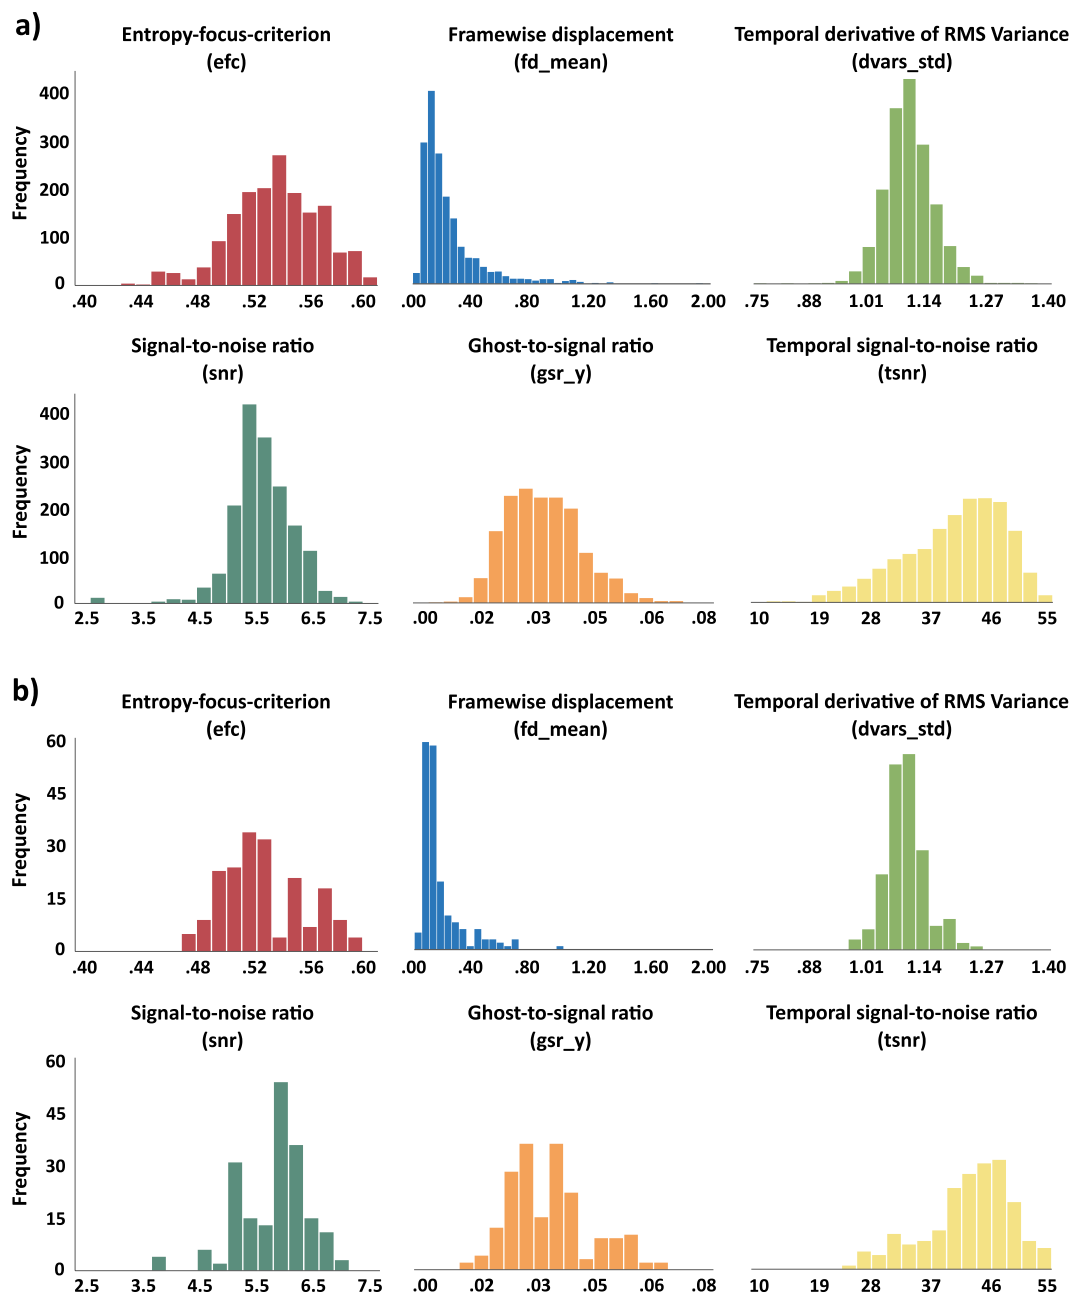 a)
Entropy-focus-criterion
(efc)
Framewise displacement
(fd_mean)
Temporal derivative of RMS Variance
(dvars_std)
Frequency
400
300
200
100
0
.40 .44 .48 .52 .56 .60
.00 .40 .80 1.20 1.60 2.00
.75 .88 1.01 1.14 1.27 1.40
Signal-to-noise ratio
(snr)
Ghost-to-signal ratio
(gsr_y)
Temporal signal-to-noise ratio
(tsnr)
Frequency
400
300
200
100
0
2.5 3.5 4.5 5.5 6.5 7.5
.00 .02 .03 .05 .06 .08
10 19 28 37 46 55
b)
Entropy-focus-criterion
(efc)
Framewise displacement
(fd_mean)
Temporal derivative of RMS Variance
(dvars_std)
Frequency
60
45
30
15
0
.40 .44 .48 .52 .56 .60
.00 .40 .80 1.20 1.60 2.00
.75 .88 1.01 1.14 1.27 1.40
Signal-to-noise ratio
(snr)
Ghost-to-signal ratio
(gsr_y)
Temporal signal-to-noise ratio
(tsnr)
Frequency
60
45
30
15
0
2.5 3.5 4.5 5.5 6.5 7.5
.00 .02 .03 .05 .06 .08
10 19 28 37 46 55